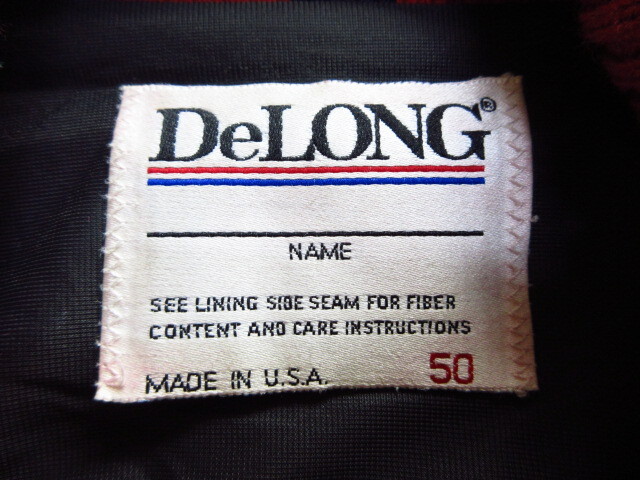 DeLONG®
NAME
SEE LINING SIDE SEAM FOR FIBER
CONTENT AND CARE INSTRUCTIONS
MADE IN U.S.A. 50